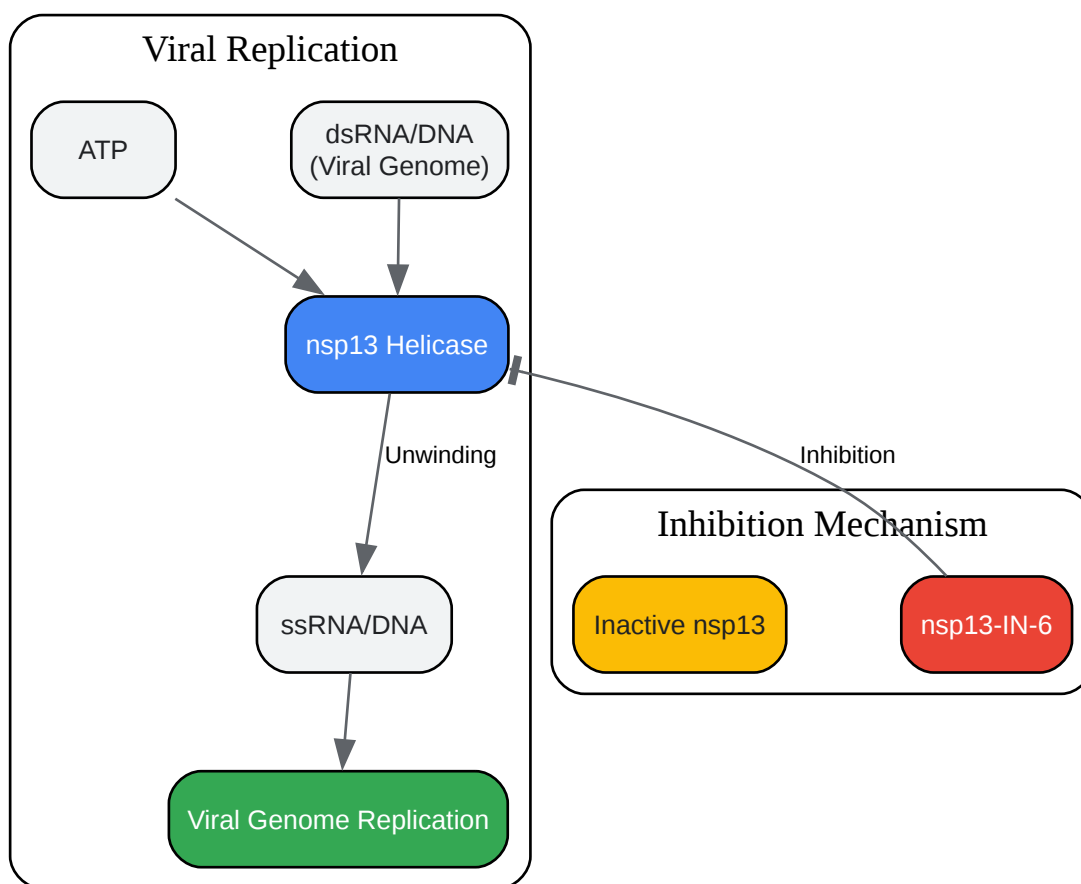 Viral Replication
ATP
dsRNA/DNA
(Viral Genome)
nsp13 Helicase
Unwinding
Inhibition
Inhibition Mechanism
ssRNA/DNA
Inactive nsp13
nsp13-IN-6
Viral Genome Replication